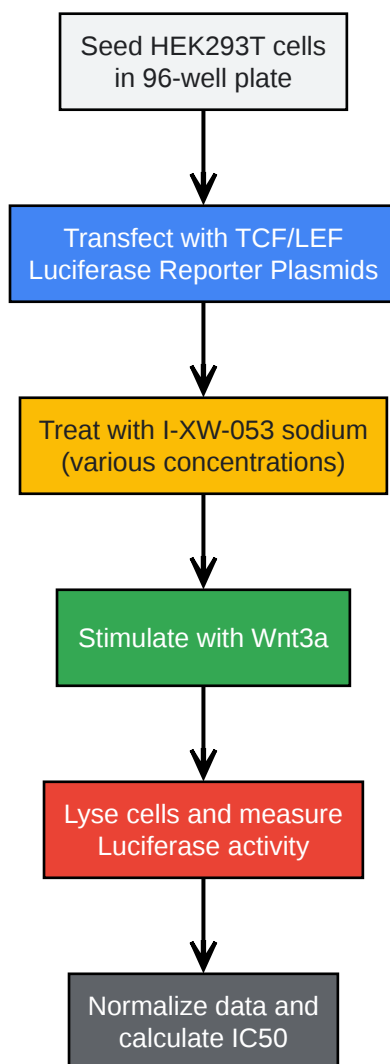 Seed HEK293T cells
in 96-well plate
Transfect with TCF/LEF
Luciferase Reporter Plasmids
Treat with I-XW-053 sodium
(various concentrations)
Stimulate with Wnt3a
Lyse cells and measure
Luciferase activity
Normalize data and
calculate IC50